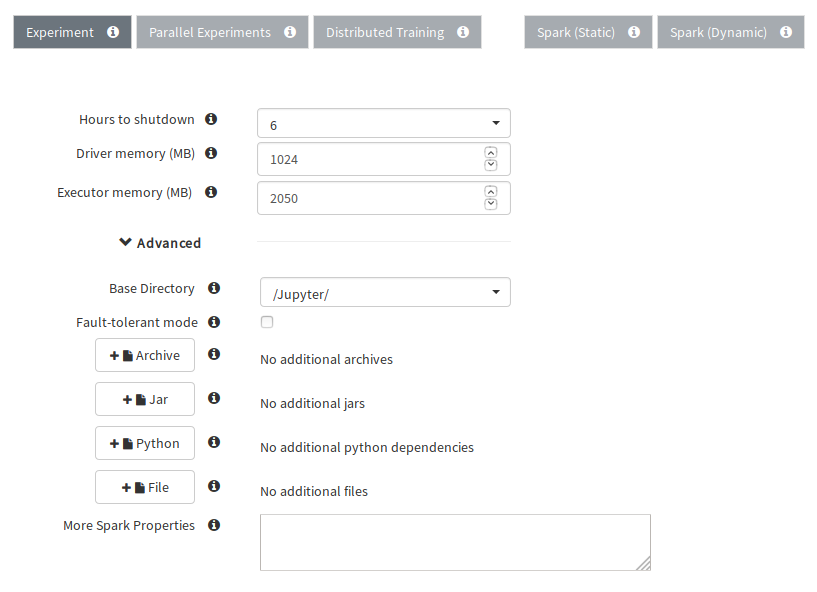 Experiment Parallel Experiments Distributed Training Spark (Static) Spark (Dynamic)
Hours to shutdown 6
Driver memory (MB) 1024
Executor memory (MB) 2050
Advanced
Base Directory /Jupyter/
Fault-tolerant mode
Archive No additional archives
Jar No additional jars
Python No additional python dependencies
File No additional files
More Spark Properties